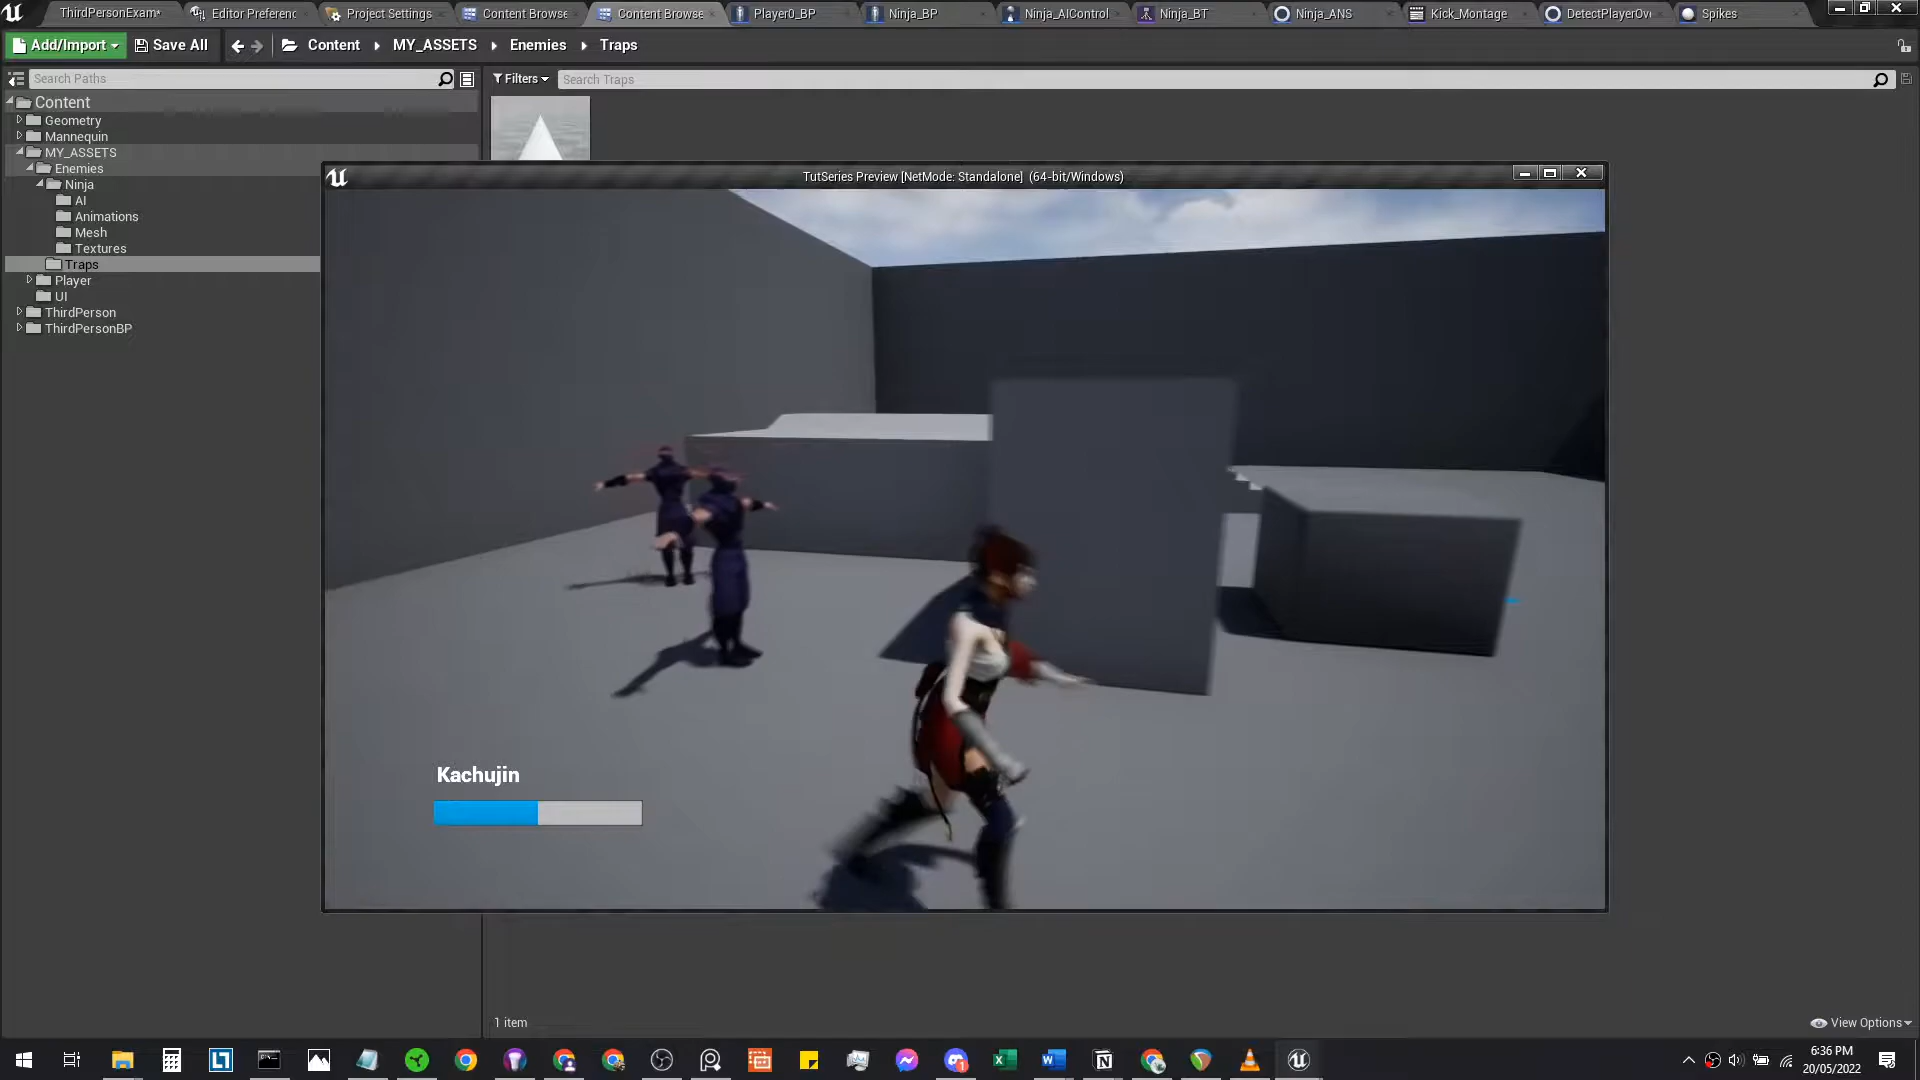 ThirdPersonExam*
Editor Preferenc
Project Settings
Content Browse
Content Browse
Player0_BP
Ninja_BP
Ninja_AIControl
Ninja_BT
Ninja_ANS
Kick_Montage
DetectPlayerOv
Spikes
Add/Import
Save All
Content
MY_ASSETS
Enemies
Traps
Search Paths
Filters
Search Traps
Content
Geometry
Mannequin
MY_ASSETS
Enemies
Ninja
AI
Animations
Mesh
Textures
Traps
Player
UI
ThirdPerson
ThirdPersonBP
TutSeries Preview [NetMode: Standalone] (64-bit/Windows)
Kachujin
1 item
View Options
6:36 PM
20/05/2022